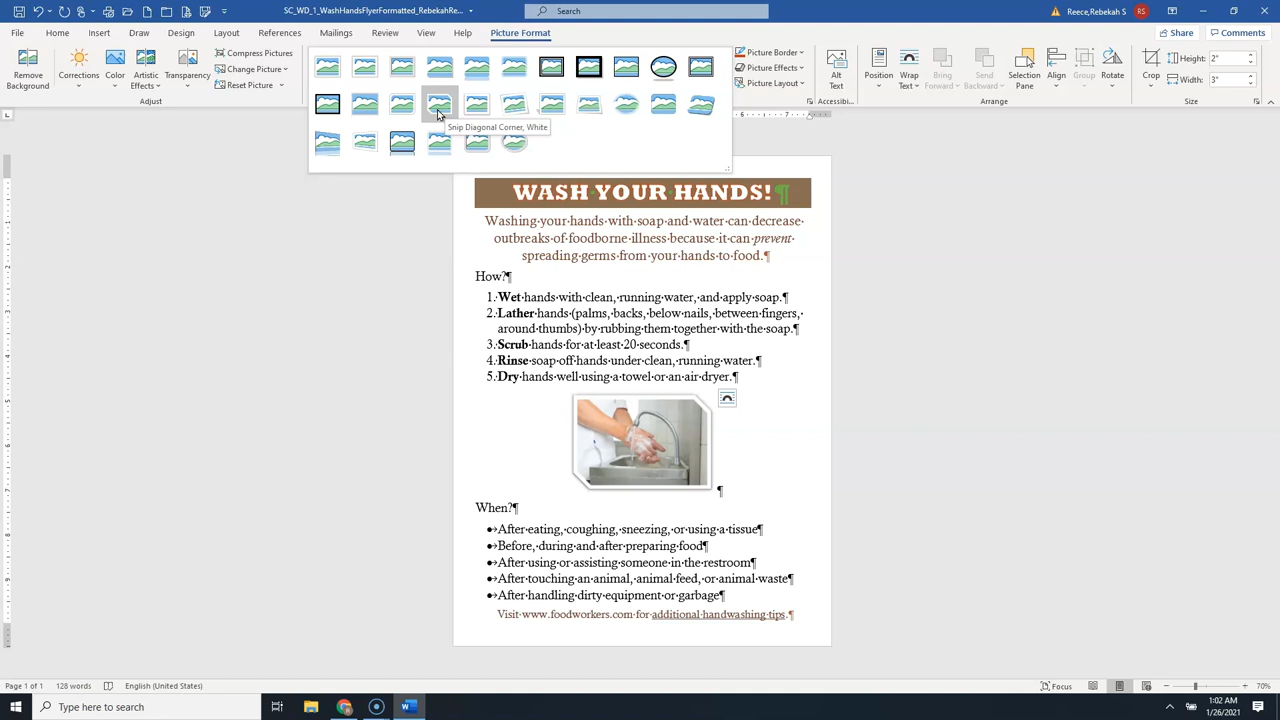 SC_WD_1_WashHandsFlyerFormatted_RebekahRe...
Search
Reece,Rebekah S
RS
File Home Insert Draw Design Layout References Mailings Review View Help Picture Format
Share
Comments
Remove Background
Corrections
Color
Artistic Effects
Transparency
Compress Pictures
Change Picture
Reset Picture
Adjust
Picture Border
Picture Effects
Picture Layout
Alt Text
Accessibili...
Position
Wrap Text
Bring Forward
Send Backward
Selection Pane
Align
Group
Rotate
Arrange
Height: 2"
Width: 3"
Size
Snip Diagonal Corner, White
WASH·YOUR·HANDS!¶
Washing·your·hands·with·soap·and·water·can·decrease·
outbreaks·of·foodborne·illness·because·it·can·prevent·
spreading·germs·from·your·hands·to·food.¶
How?¶
1.·Wet·hands·with·clean,·running·water,·and·apply·soap.¶
2.·Lather·hands·(palms,·backs,·below·nails,·between·fingers,·
around·thumbs)·by·rubbing·them·together·with·the·soap.¶
3.·Scrub·hands·for·at·least·20·seconds.¶
4.·Rinse·soap·off·hands·under·clean,·running·water.¶
5.·Dry·hands·well·using·a·towel·or·an·air·dryer.¶
¶
When?¶
●→After·eating,·coughing,·sneezing,·or·using·a·tissue¶
●→Before,·during·and·after·preparing·food¶
●→After·using·or·assisting·someone·in·the·restroom¶
●→After·touching·an·animal,·animal·feed,·or·animal·waste¶
●→After·handling·dirty·equipment·or·garbage¶
Visit·www.foodworkers.com·for·additional·handwashing·tips.¶
Page 1 of 1
128 words
English (United States)
Focus
70%
Type here to search
1:02 AM
1/26/2021